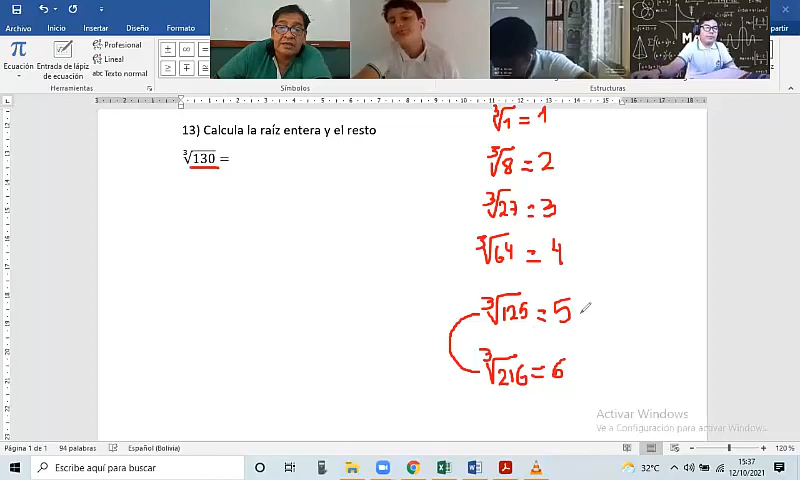 Archivo Inicio Insertar Diseño Formato
partir
π
Ecuación
Entrada de lápiz de ecuación
Profesional
Lineal
abc Texto normal
± ∞ =
≥ ∓ ≅
Herramientas Símbolos Estructuras
13) Calcula la raíz entera y el resto
∛130 =
∛1 = 1
∛8 = 2
∛27 = 3
∛64 = 4
∛125 = 5
∛216 = 6
Activar Windows
Ve a Configuración para activar Windows.
Página 1 de 1 94 palabras Español (Bolivia) 120 %
Escribe aquí para buscar
32°C
15:37
12/10/2021